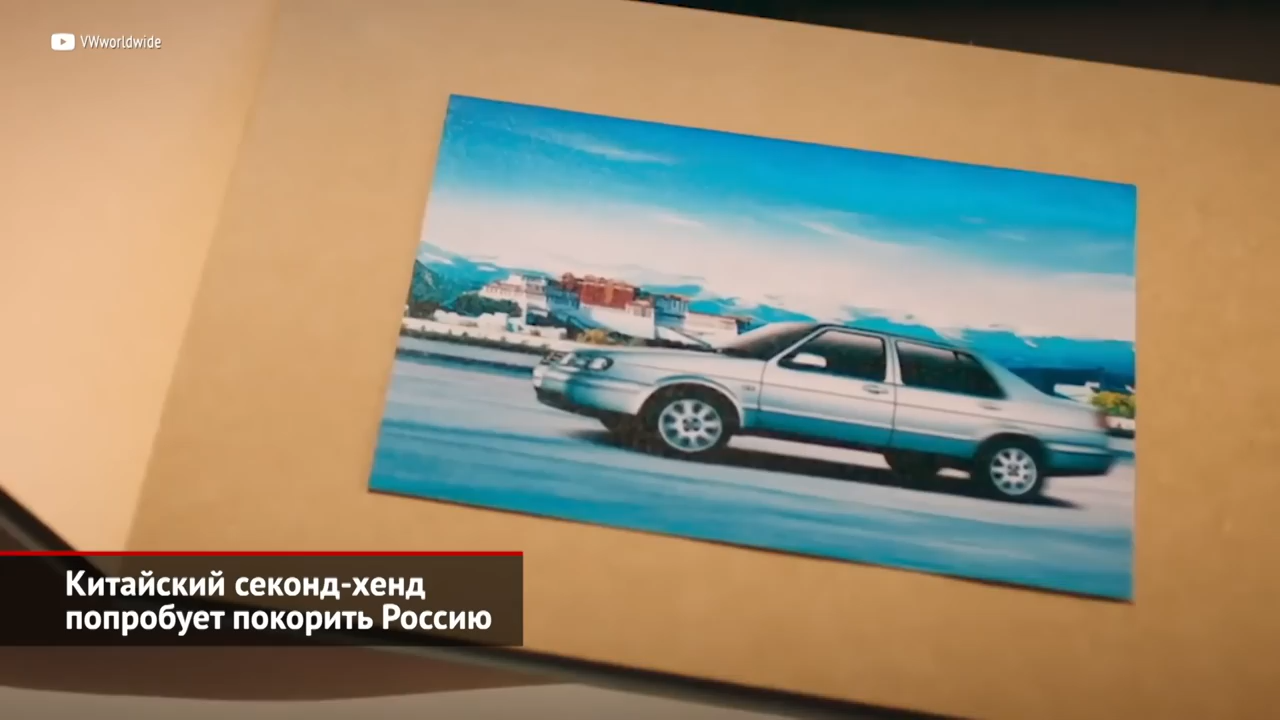 VWworldwide
Китайский секонд-хенд
попробует покорить Россию